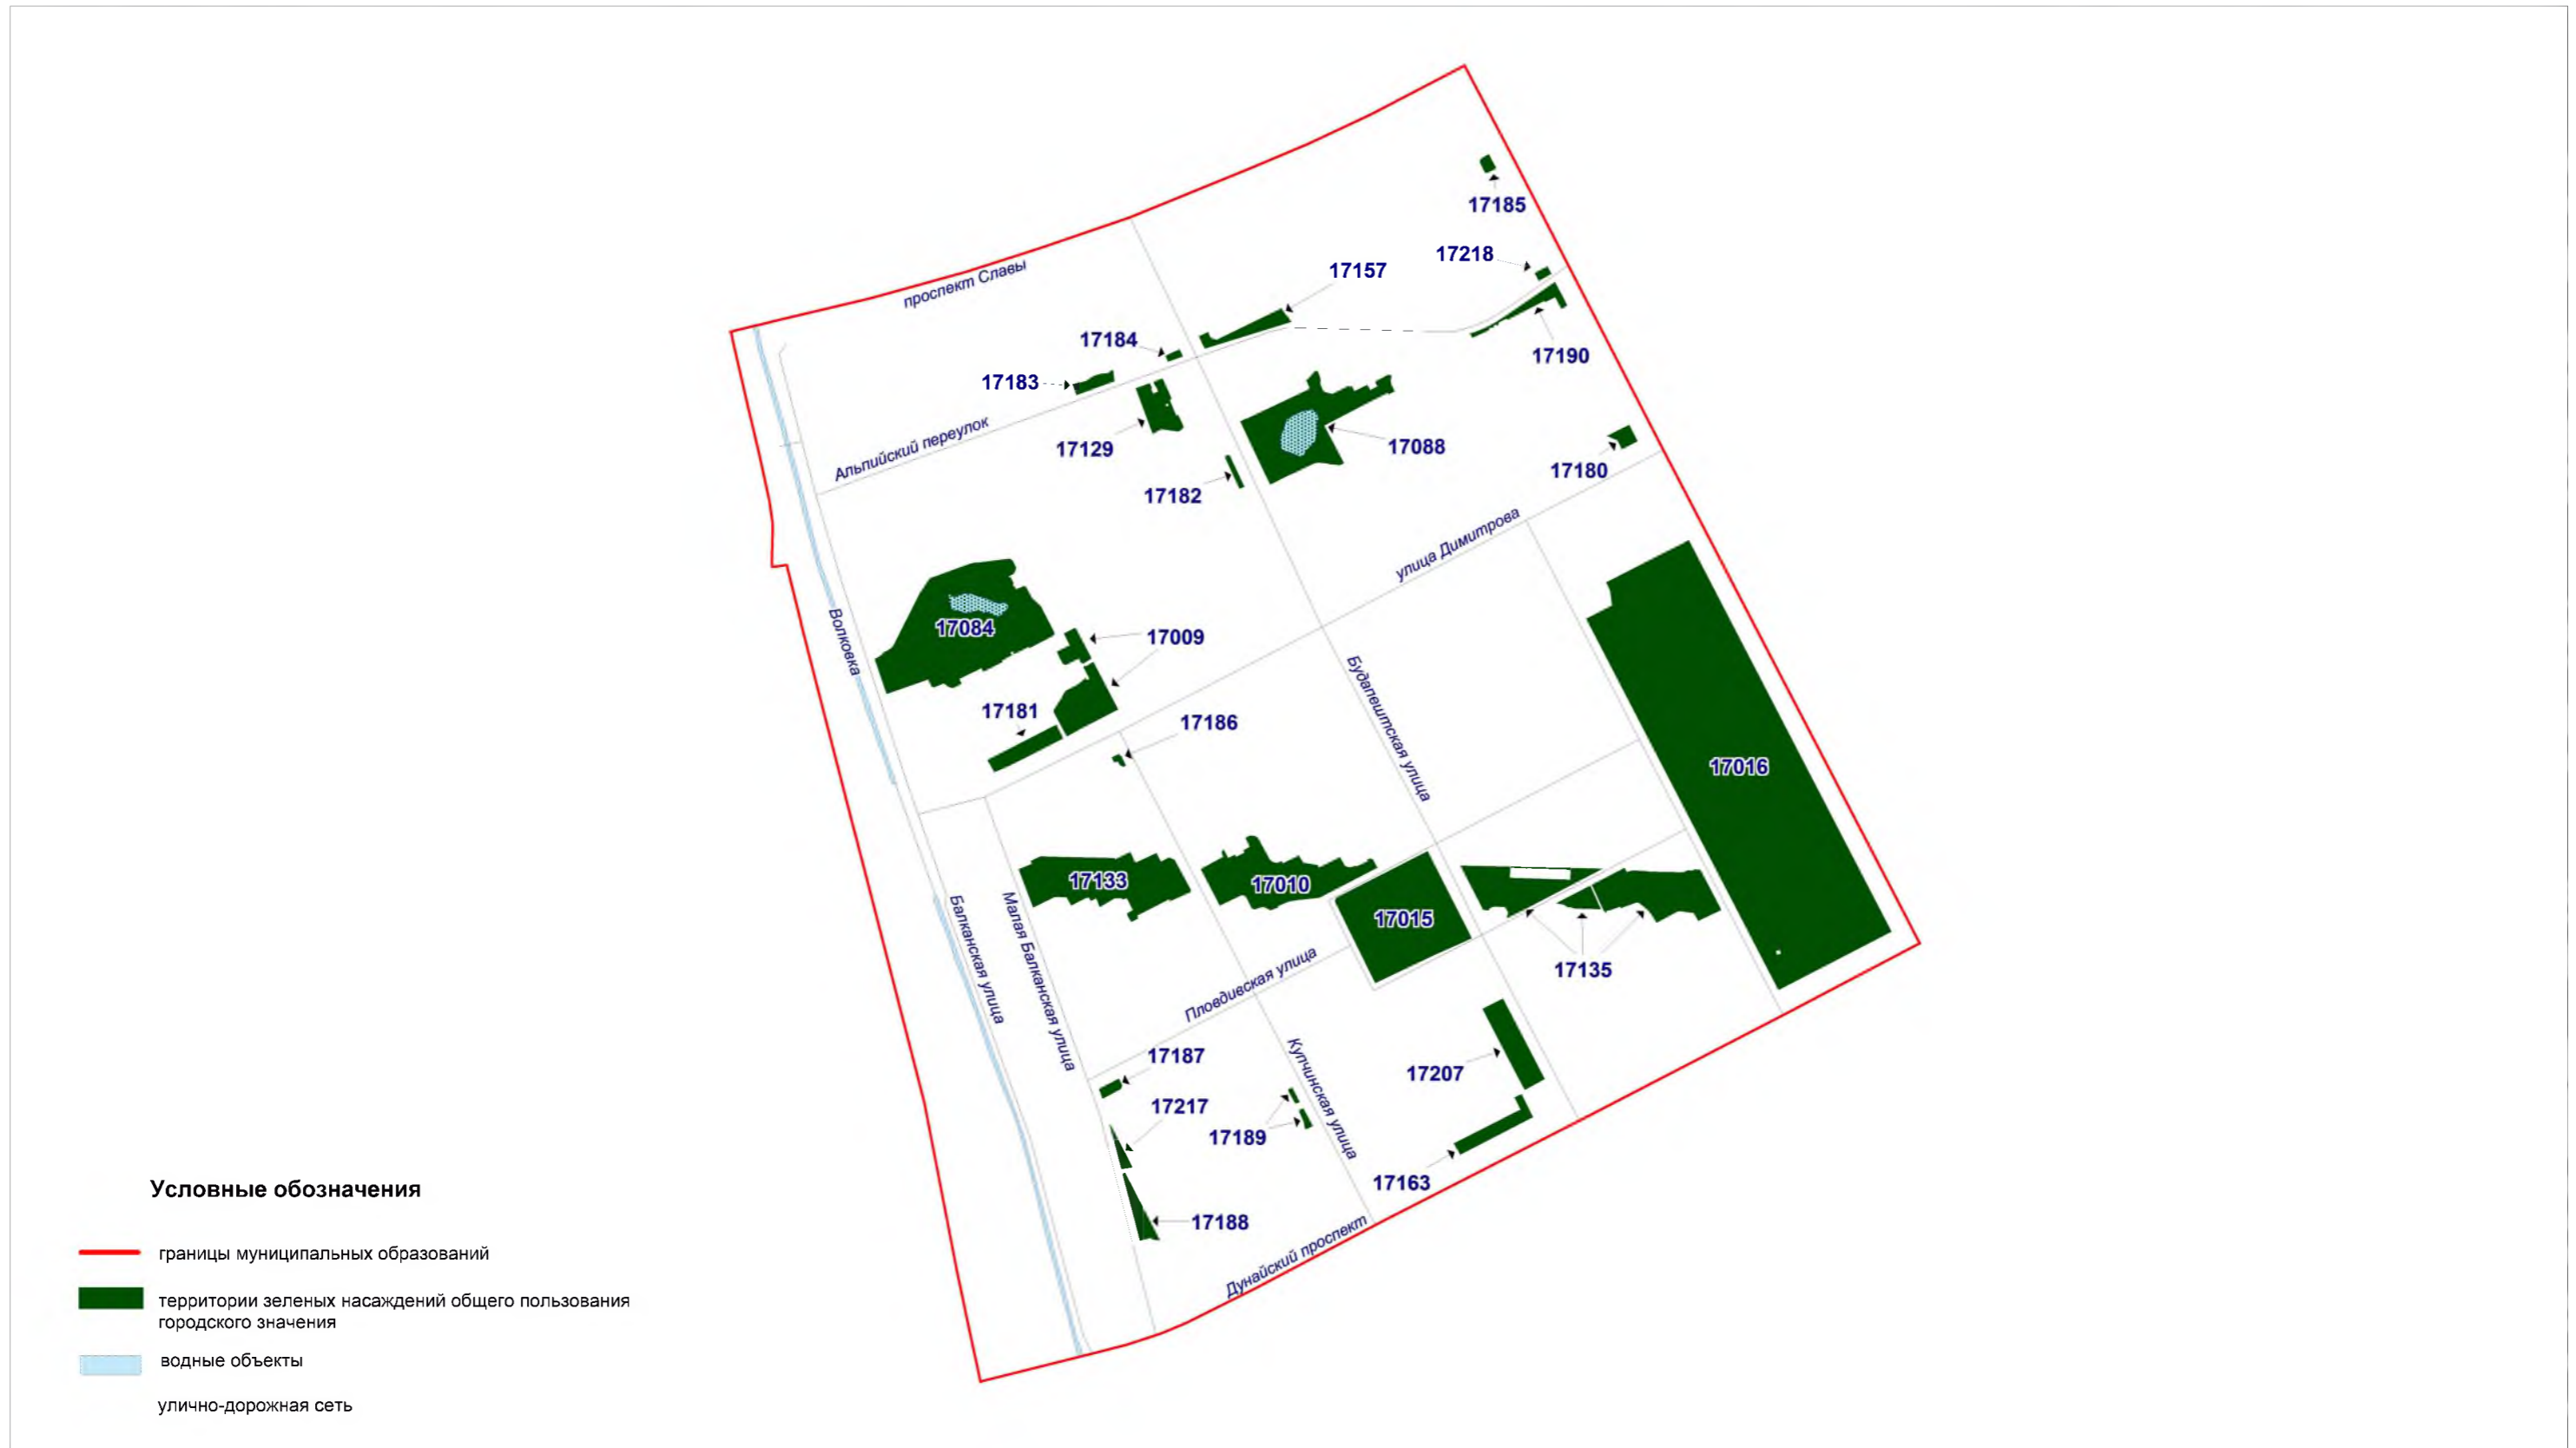 17185
17218
проспект Славы
17157
17184
17190
17183
Альпийский переулок
17129
17088
17180
17182
улица Димитрова
17084
17009
Волковка
Будапештская улица
17181
17186
17016
17133
17010
17015
Балканская улица
Малая Балканская улица
17135
Пловдивская улица
Купчинская улица
17187
17207
17217
17189
17163
17188
Дунайский проспект
Условные обозначения
границы муниципальных образований
территории зеленых насаждений общего пользования
городского значения
водные объекты
улично-дорожная сеть